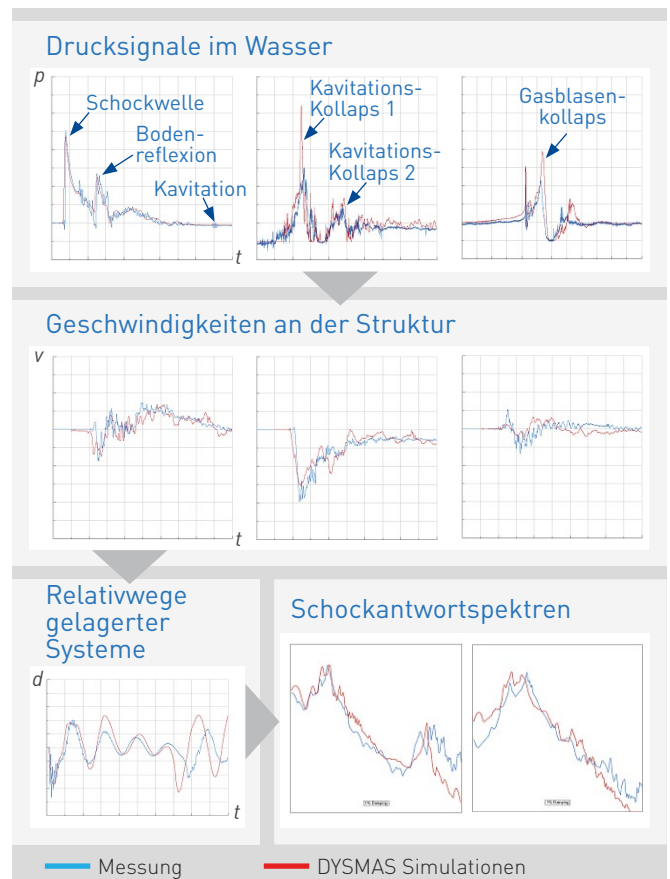 Drucksignale im Wasser
p
Schockwelle
Boden-
reflexion
Kavitation
t
Kavitations-
Kollaps 1
Kavitations-
Kollaps 2
Gasblasen-
kollaps
Geschwindigkeiten an der Struktur
v
t
Relativwege
gelagerter
Systeme
d
t
Schockantwortspektren
Messung
DYSMAS Simulationen